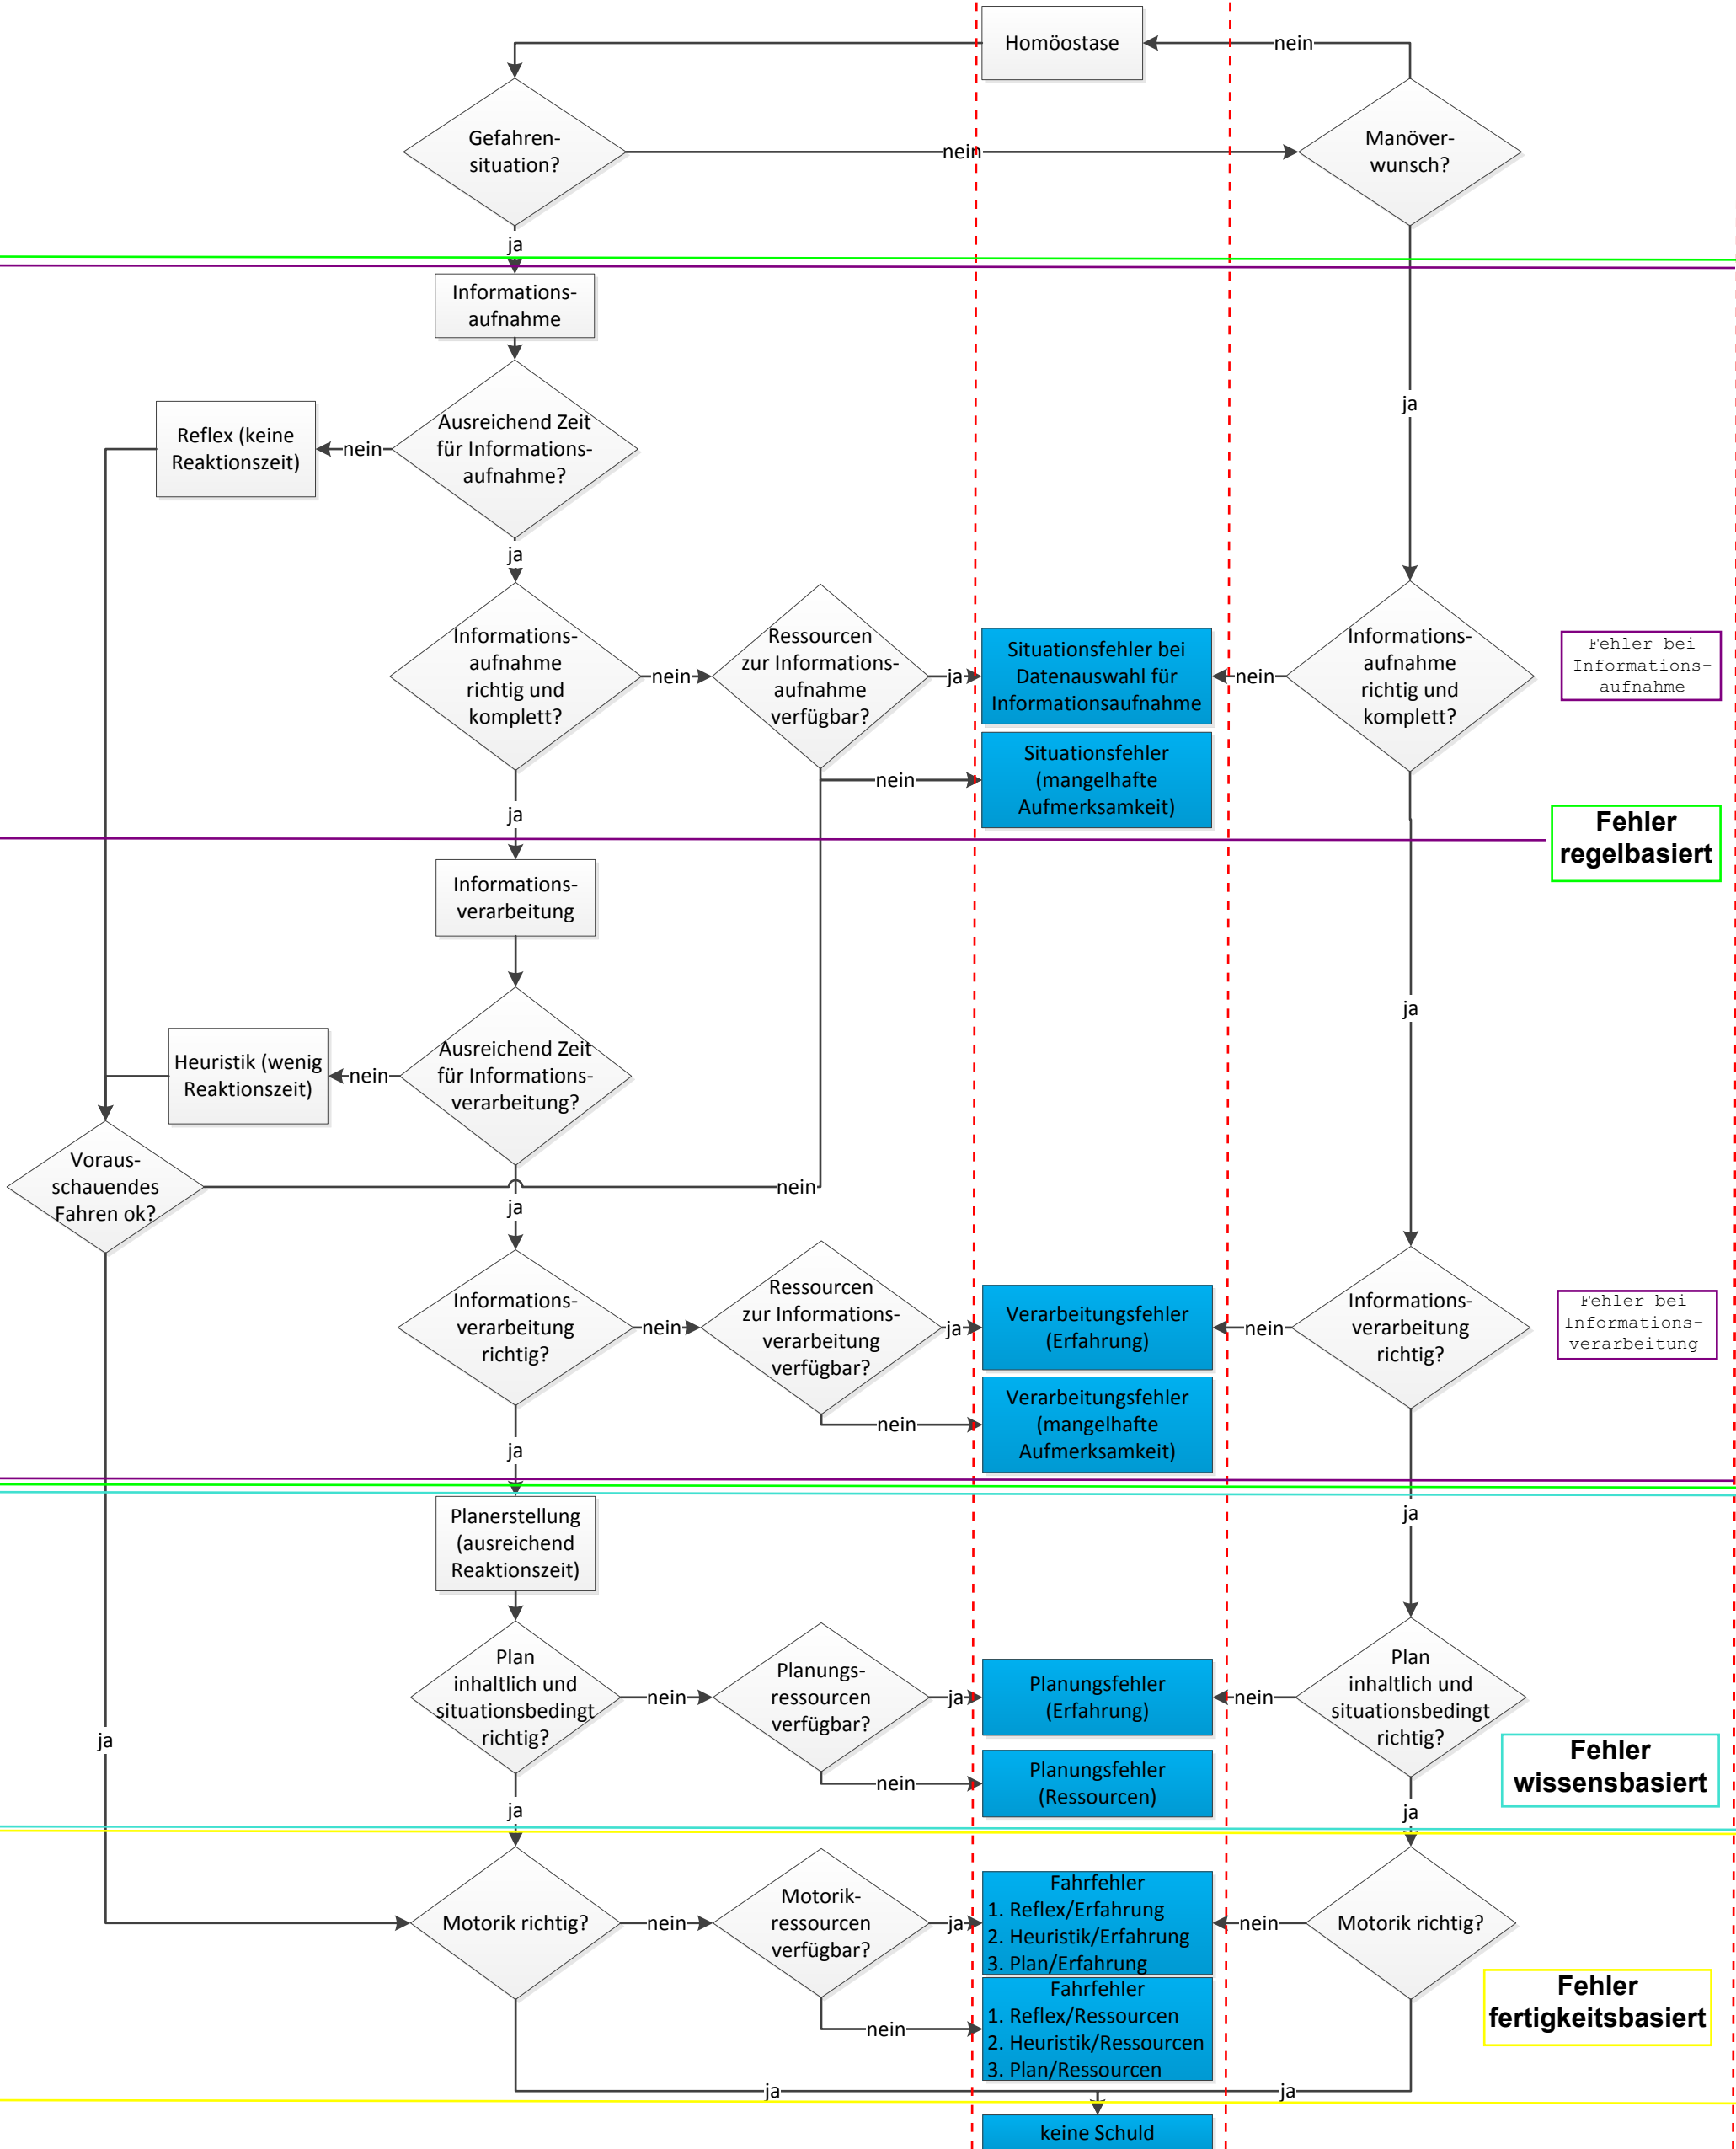 Homöostase
nein
Gefahren-
situation?
nein
Manöver-
wunsch?
ja
Informations-
aufnahme
ja
Reflex (keine
Reaktionszeit)
nein
Ausreichend Zeit
für Informations-
aufnahme?
ja
Informations-
aufnahme
richtig und
komplett?
nein
Ressourcen
zur Informations-
aufnahme
verfügbar?
ja
Situationsfehler bei
Datenauswahl für
Informationsaufnahme
nein
Informations-
aufnahme
richtig und
komplett?
Fehler bei
Informations-
aufnahme
nein
Situationsfehler
(mangelhafte
Aufmerksamkeit)
ja
Fehler
regelbasiert
Informations-
verarbeitung
ja
Heuristik (wenig
Reaktionszeit)
nein
Ausreichend Zeit
für Informations-
verarbeitung?
Voraus-
schauendes
Fahren ok?
nein
ja
Informations-
verarbeitung
richtig?
nein
Ressourcen
zur Informations-
verarbeitung
verfügbar?
ja
Verarbeitungsfehler
(Erfahrung)
nein
Informations-
verarbeitung
richtig?
Fehler bei
Informations-
verarbeitung
nein
Verarbeitungsfehler
(mangelhafte
Aufmerksamkeit)
ja
Planerstellung
(ausreichend
Reaktionszeit)
ja
Plan
inhaltlich und
situationsbedingt
richtig?
nein
Planungs-
ressourcen
verfügbar?
ja
Planungsfehler
(Erfahrung)
nein
Plan
inhaltlich und
situationsbedingt
richtig?
ja
Fehler
wissensbasiert
nein
Planungsfehler
(Ressourcen)
ja
ja
Motorik richtig?
nein
Motorik-
ressourcen
verfügbar?
ja
Fahrfehler
1. Reflex/Erfahrung
2. Heuristik/Erfahrung
3. Plan/Erfahrung
nein
Motorik richtig?
Fehler
fertigkeitsbasiert
nein
Fahrfehler
1. Reflex/Ressourcen
2. Heuristik/Ressourcen
3. Plan/Ressourcen
ja
ja
keine Schuld